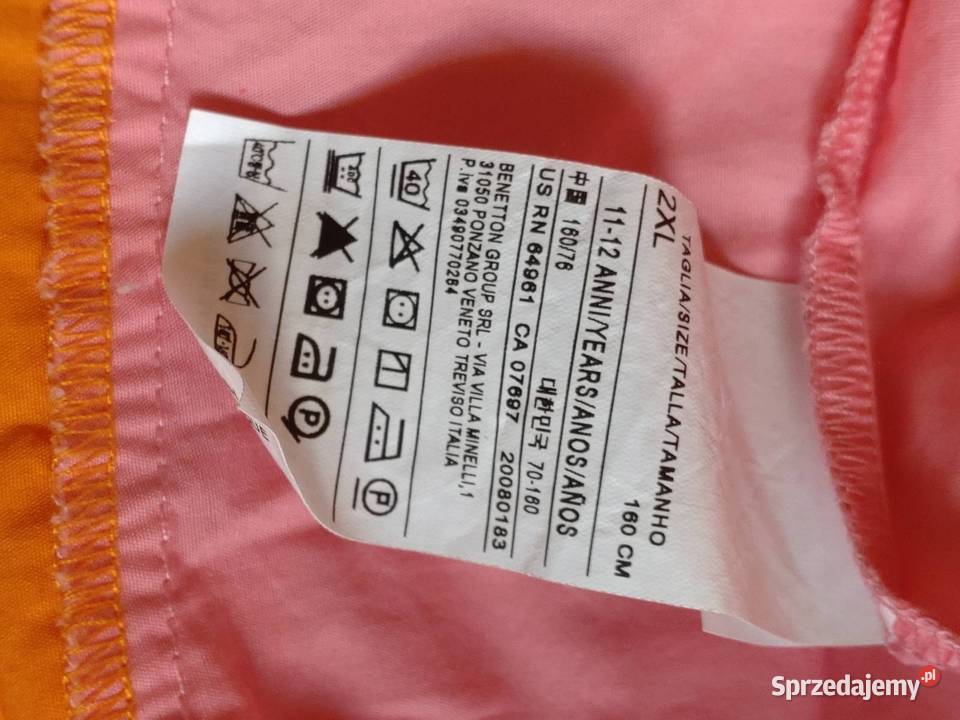 TAGLIA/SIZE/TALLA/TAMANHO
2XL 160 CM
11-12 ANNI/YEARS/ANOS/AÑOS
中国 160/76 대한민국 70-160
US RN 64961 CA 07697 20080183
BENETTON GROUP SRL - VIA VILLA MINELLI,1
31050 PONZANO VENETO TREVISO ITALIA
P.iva 03490770264
40
P
P
Sprzedajemy.pl